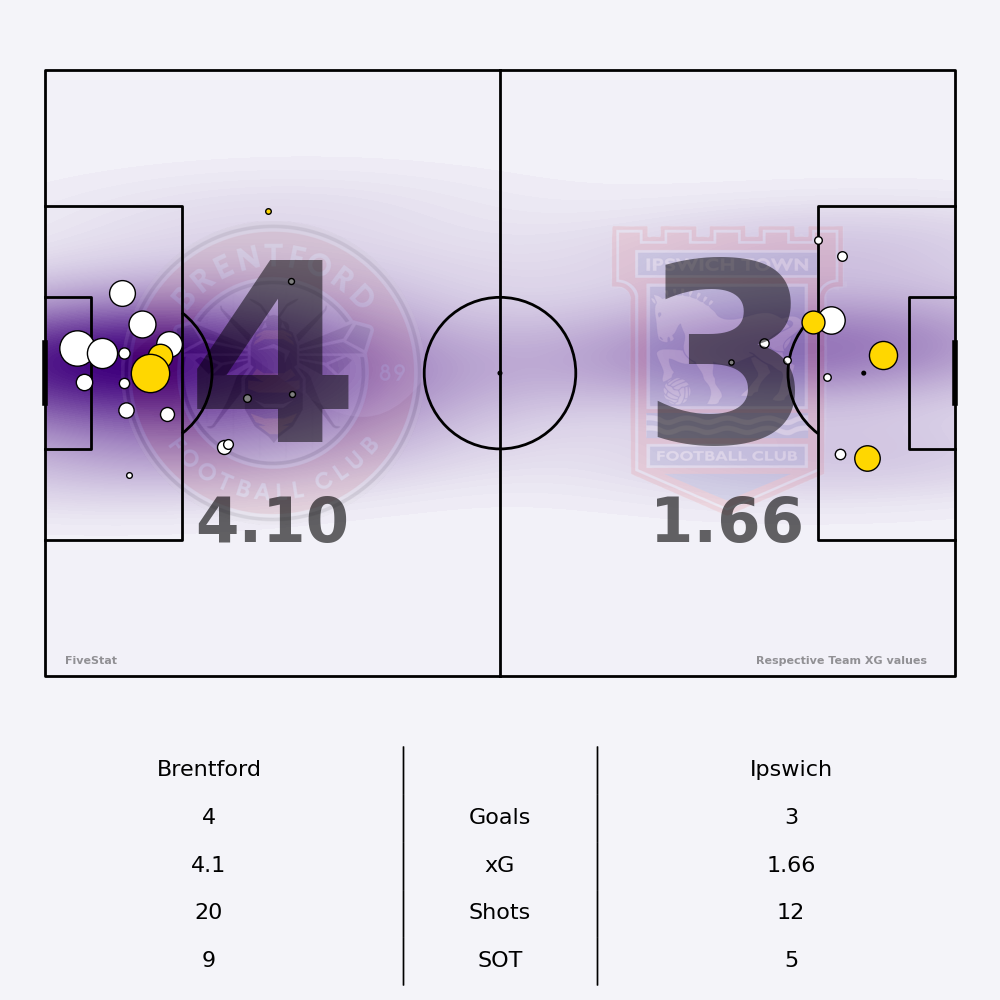 BRENTFORD
89
FOOTBALL CLUB
4
4.10
IPSWICH TOWN
3
FOOTBALL CLUB
1.66
FiveStat
Respective Team XG values
Brentford Ipswich
4 Goals 3
4.1 xG 1.66
20 Shots 12
9 SOT 5